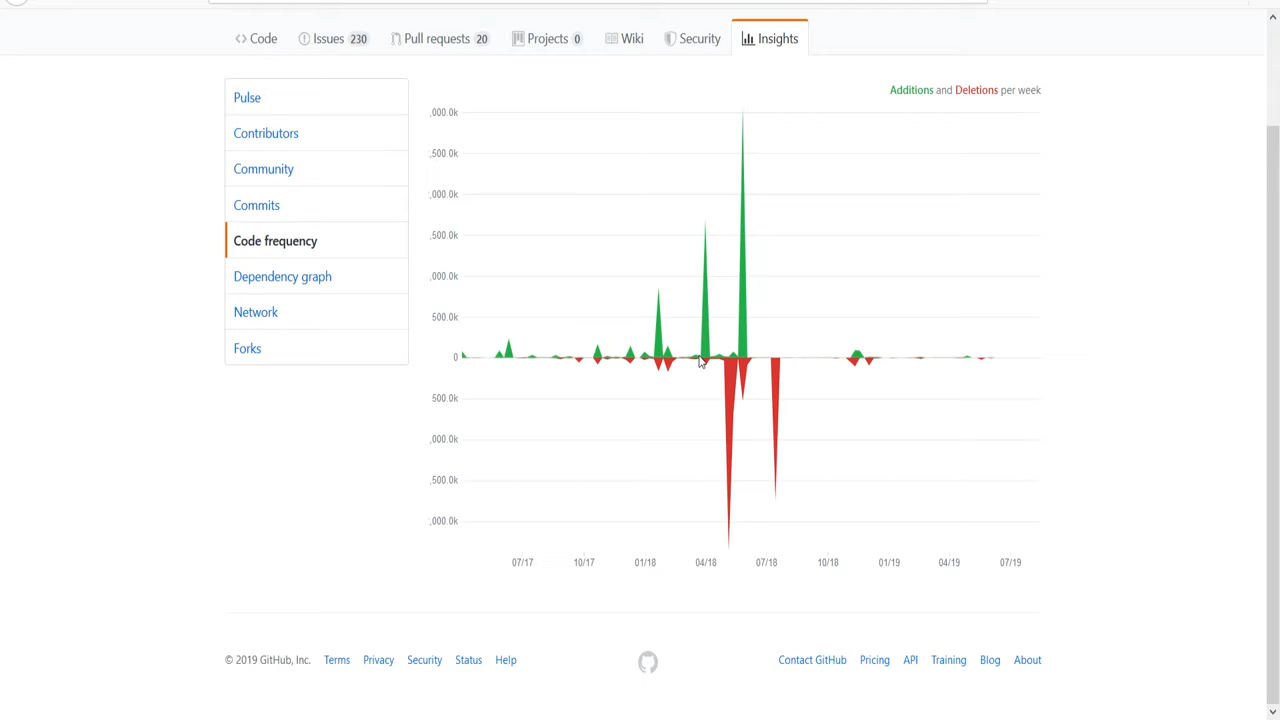 Code
Issues 230
Pull requests 20
Projects 0
Wiki
Security
Insights
Pulse
Contributors
Community
Commits
Code frequency
Dependency graph
Network
Forks
Additions and Deletions per week
,000.0k
,500.0k
,000.0k
,500.0k
,000.0k
500.0k
0
500.0k
,000.0k
,500.0k
,000.0k
07/17 10/17 01/18 04/18 07/18 10/18 01/19 04/19 07/19
© 2019 GitHub, Inc. Terms Privacy Security Status Help
Contact GitHub Pricing API Training Blog About